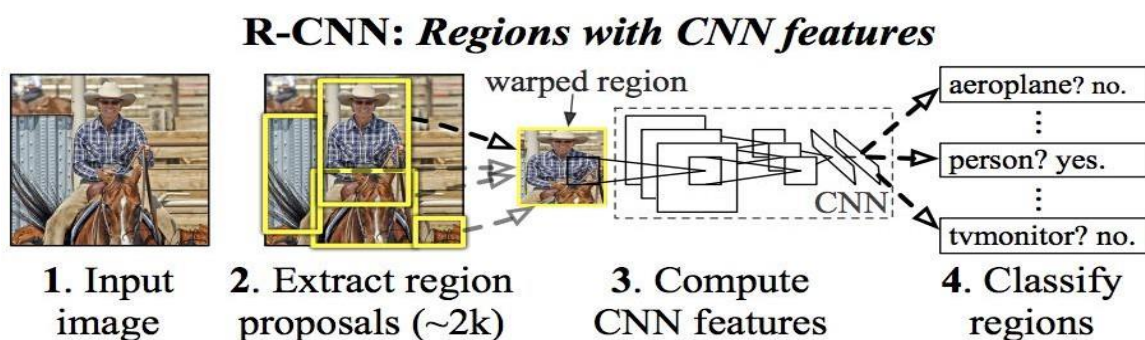 R-CNN: Regions with CNN features
warped region
aeroplane? no.
⋮
person? yes.
⋮
tvmonitor? no.
CNN
1. Input
image
2. Extract region
proposals (~2k)
3. Compute
CNN features
4. Classify
regions